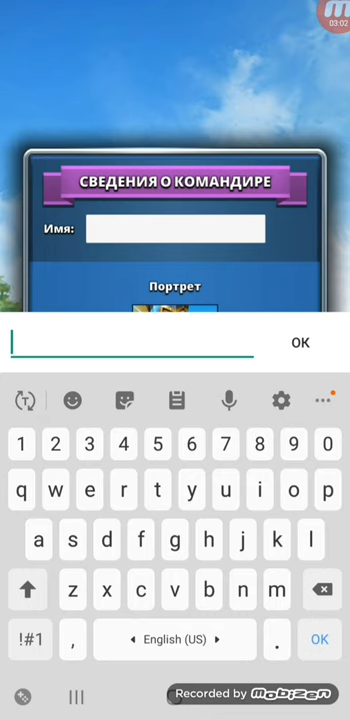 03:02
СВЕДЕНИЯ О КОМАНДИРЕ
Имя:
Портрет
OK
T
1 2 3 4 5 6 7 8 9 0
q w e r t y u i o p
a s d f g h j k l
z x c v b n m
!#1 , English (US) . OK
Recorded by Mobizen